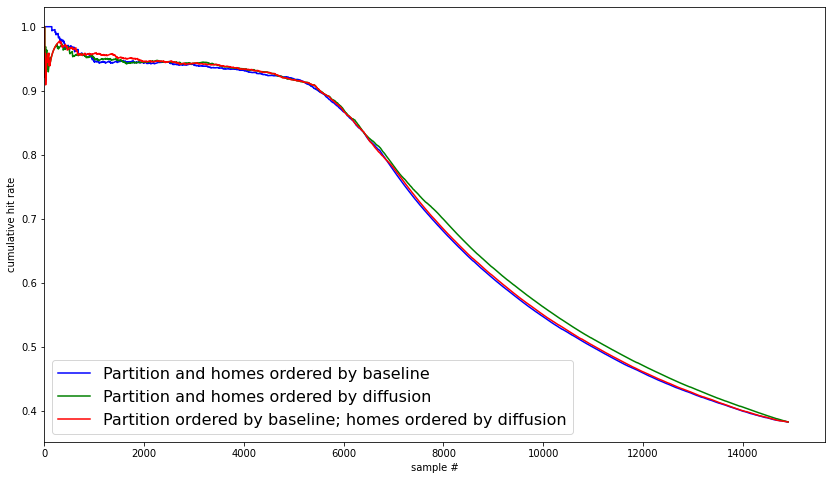 1.0
0.9
0.8
0.7
0.6
0.5
0.4
cumulative hit rate
Partition and homes ordered by baseline
Partition and homes ordered by diffusion
Partition ordered by baseline; homes ordered by diffusion
0 2000 4000 6000 8000 10000 12000 14000
sample #